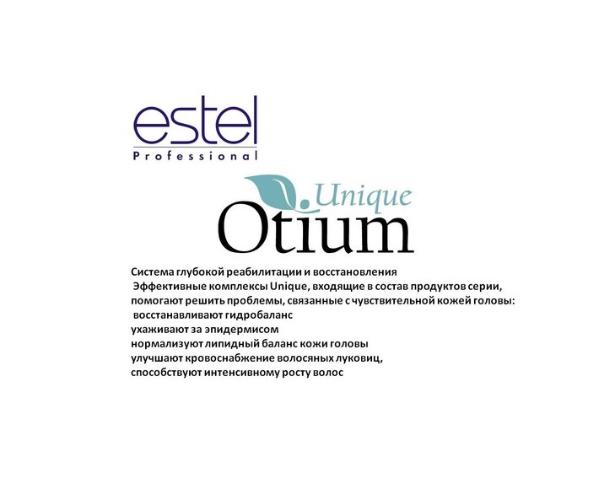 estel
Professional
Unique
Otium
Система глубокой реабилитации и восстановления
Эффективные комплексы Unique, входящие в состав продуктов серии,
помогают решить проблемы, связанные с чувствительной кожей головы:
восстанавливают гидробаланс
ухаживают за эпидермисом
нормализуют липидный баланс кожи головы
улучшают кровоснабжение волосяных луковиц,
способствуют интенсивному росту волос